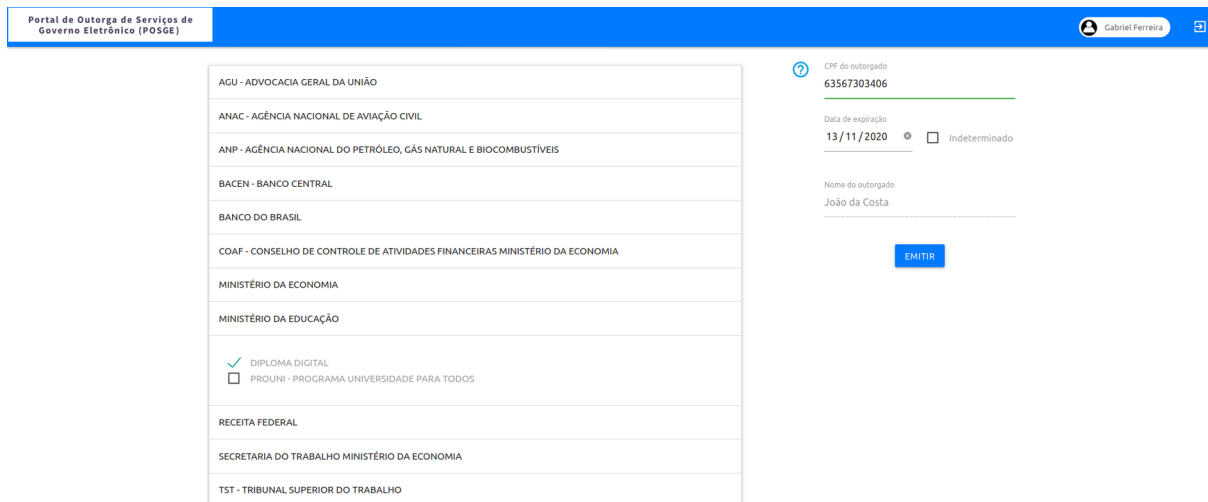 Portal de Outorga de Serviços de
Governo Eletrônico (POSGE)
Gabriel Ferreira
AGU - ADVOCACIA GERAL DA UNIÃO
ANAC - AGÊNCIA NACIONAL DE AVIAÇÃO CIVIL
ANP - AGÊNCIA NACIONAL DO PETRÓLEO, GÁS NATURAL E BIOCOMBUSTÍVEIS
BACEN - BANCO CENTRAL
BANCO DO BRASIL
COAF - CONSELHO DE CONTROLE DE ATIVIDADES FINANCEIRAS MINISTÉRIO DA ECONOMIA
MINISTÉRIO DA ECONOMIA
MINISTÉRIO DA EDUCAÇÃO
DIPLOMA DIGITAL
PROUNI - PROGRAMA UNIVERSIDADE PARA TODOS
RECEITA FEDERAL
SECRETARIA DO TRABALHO MINISTÉRIO DA ECONOMIA
TST - TRIBUNAL SUPERIOR DO TRABALHO
?
CPF do outorgado
63567303406
Data de expiração
13/11/2020
Indeterminado
Nome do outorgado
João da Costa
EMITIR